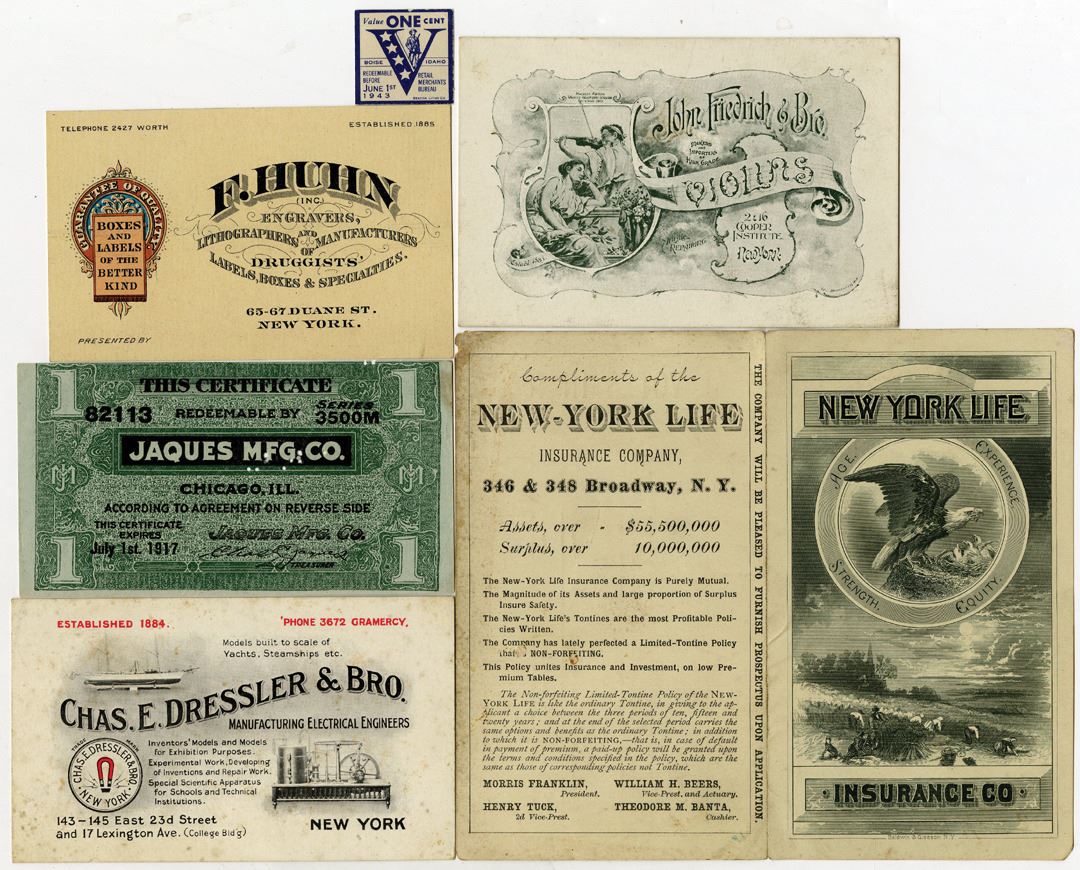 Value ONE CENT
V
BOISE IDAHO
REDEEMABLE BEFORE JUNE 1ST 1943
RETAIL MERCHANTS BUREAU
TELEPHONE 2427 WORTH
ESTABLISHED.1885
GUARANTEE OF QUALITY
BOXES
AND
LABELS
OF THE
BETTER
KIND
F. HUHN
(INC.)
ENGRAVERS,
LITHOGRAPHERS AND MANUFACTURERS
OF
DRUGGISTS'
LABELS, BOXES & SPECIALTIES.
65-67 DUANE ST.
NEW YORK.
PRESENTED BY
John Friedrich & Bro.
MAKERS
AND
IMPORTERS
OF
HIGH GRADE
VIOLINS
2&16
COOPER
INSTITUTE
New York.
REPAIRING
1 THIS CERTIFICATE 1
82113 REDEEMABLE BY SERIES 3500M
JAQUES MFG. CO.
CHICAGO, ILL.
ACCORDING TO AGREEMENT ON REVERSE SIDE
THIS CERTIFICATE
EXPIRES
July 1st. 1917
Jaques Mfg. Co.
TREASURER
1 1
ESTABLISHED 1884.
'PHONE 3672 GRAMERCY,
Models built to scale of
Yachts, Steamships etc.
CHAS. E. DRESSLER & BRO.
MANUFACTURING ELECTRICAL ENGINEERS
TRADE MARK
CHAS. E. DRESSLER & BRO.
NEW YORK
Inventors' Models and Models
for Exhibition Purposes.
Experimental Work, Developing
of Inventions and Repair Work.
Special Scientific Apparatus
for Schools and Technical
Institutions.
143-145 East 23d Street
and 17 Lexington Ave. (College Bld'g)
NEW YORK
Compliments of the
NEW-YORK LIFE
INSURANCE COMPANY,
346 & 348 Broadway, N. Y.
Assets, over - $55,500,000
Surplus, over 10,000,000
The New-York Life Insurance Company is Purely Mutual.
The Magnitude of its Assets and large proportion of Surplus
Insure Safety.
The New-York Life's Tontines are the most Profitable Poli-
cies Written.
The Company has lately perfected a Limited-Tontine Policy
that NON-FORFEITING.
This Policy unites Insurance and Investment, on low Pre-
mium Tables.
The Non-forfeiting Limited-Tontine Policy of the NEW-
YORK LIFE is like the ordinary Tontine, in giving to the ap-
plicant a choice between the three periods of ten, fifteen and
twenty years; and at the end of the selected period carries the
same options and benefits as the ordinary Tontine; in addition
to which it is NON-FORFEITING,—that is, in case of default
in payment of premium, a paid-up policy will be granted upon
the terms and conditions specified in the policy, which are the
same as those of corresponding policies not Tontine.
MORRIS FRANKLIN,
President.
WILLIAM H. BEERS,
Vice-Prest. and Actuary.
HENRY TUCK,
2d Vice-Prest.
THEODORE M. BANTA,
Cashier.
THE COMPANY WILL BE PLEASED TO FURNISH PROSPECTUS UPON APPLICATION.
NEW YORK LIFE
AGE.
EXPERIENCE.
STRENGTH.
EQUITY.
INSURANCE CO
Baldwin & Gleason N.Y.